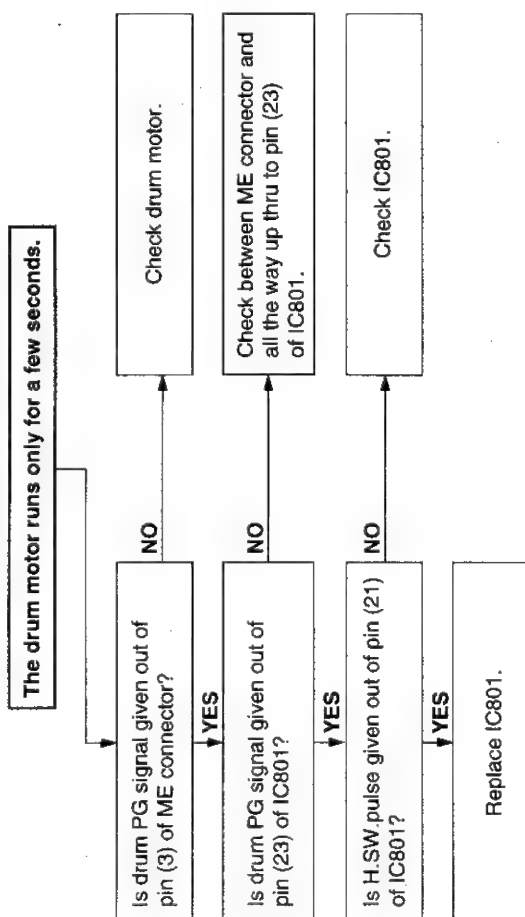 The drum motor runs only for a few seconds.
Is drum PG signal given out of
pin (3) of ME connector?
NO
Check drum motor.
YES
Is drum PG signal given out of
pin (23) of IC801?
NO
Check between ME connector and
all the way up thru to pin (23)
of IC801.
YES
Is H.SW.pulse given out of pin (21)
of IC801?
NO
Check IC801.
YES
Replace IC801.